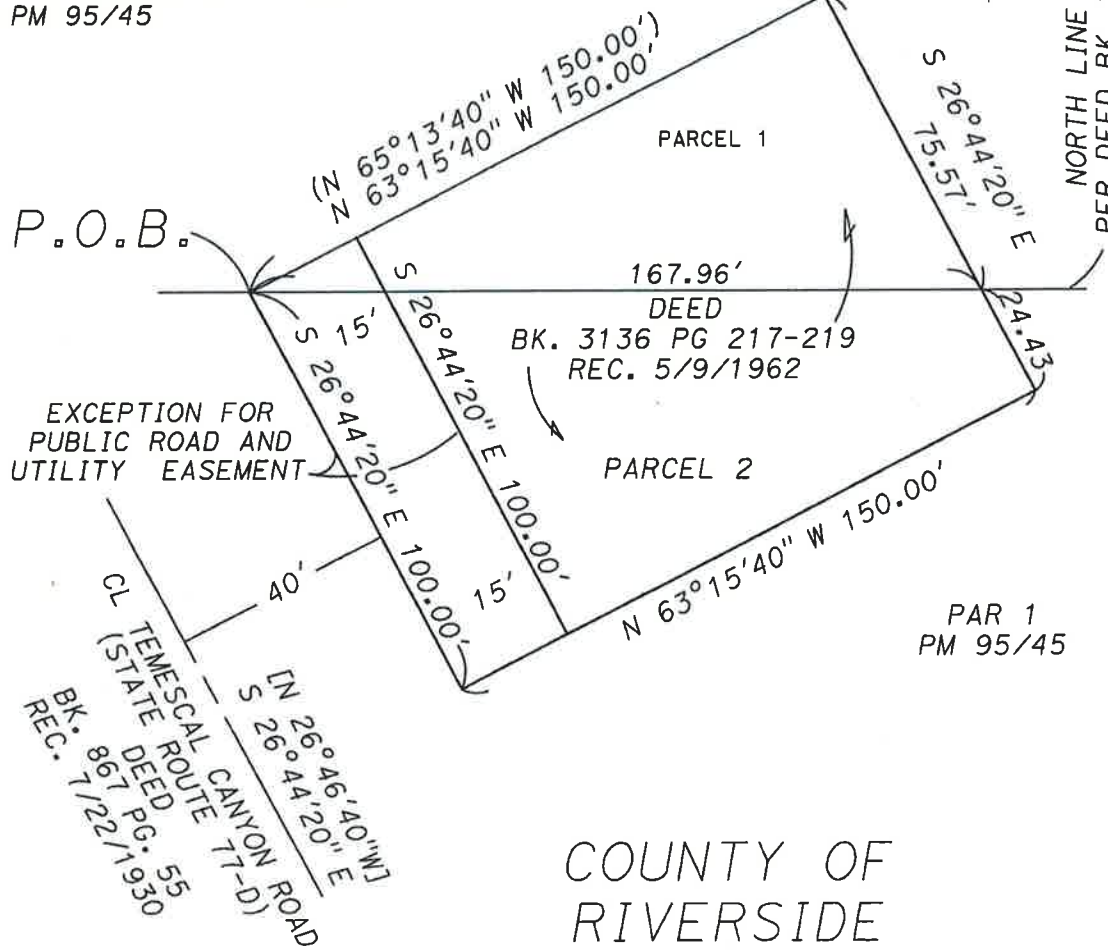 PM 95/45
(N 65°13'40" W 150.00')
N 63°15'40" W 150.00'
PARCEL 1
S 26°44'20" E
75.57'
NORTH LINE
PER DEED BK.
P.O.B.
167.96'
DEED
BK. 3136 PG 217-219
REC. 5/9/1962
24.43
15'
S 26°44'20" E 100.00'
S 26°44'20" E 100.00'
EXCEPTION FOR
PUBLIC ROAD AND
UTILITY EASEMENT
PARCEL 2
40'
15'
N 63°15'40" W 150.00'
PAR 1
PM 95/45
[N 26°46'40"W]
S 26°44'20" E
CL TEMESCAL CANYON ROAD
(STATE ROUTE 77-D)
DEED
BK. 867 PG. 55
REC. 7/22/1930
COUNTY OF
RIVERSIDE